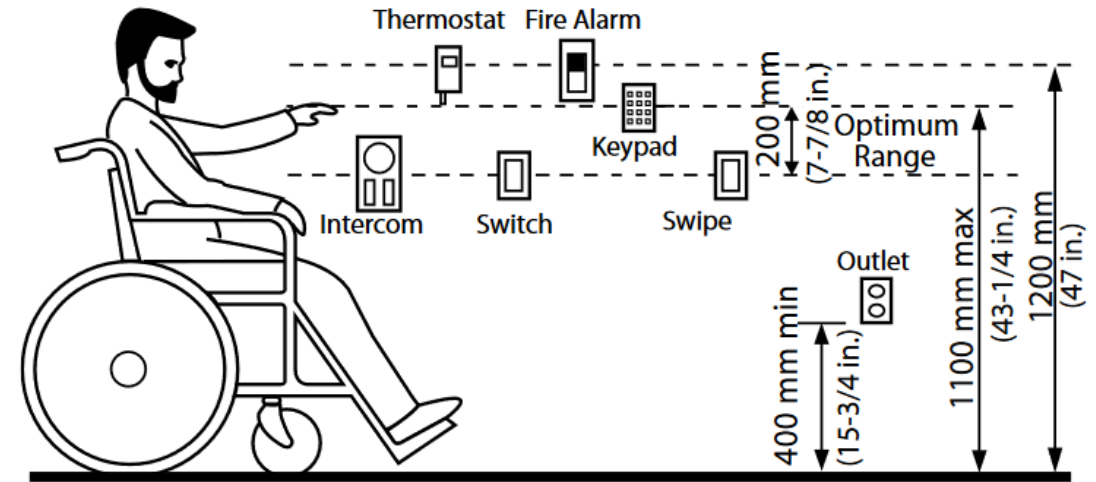 Thermostat
Fire Alarm
Keypad
200 mm
(7-7/8 in.)
Optimum
Range
Intercom
Switch
Swipe
Outlet
400 mm min
(15-3/4 in.)
1100 mm max
(43-1/4 in.)
1200 mm
(47 in.)